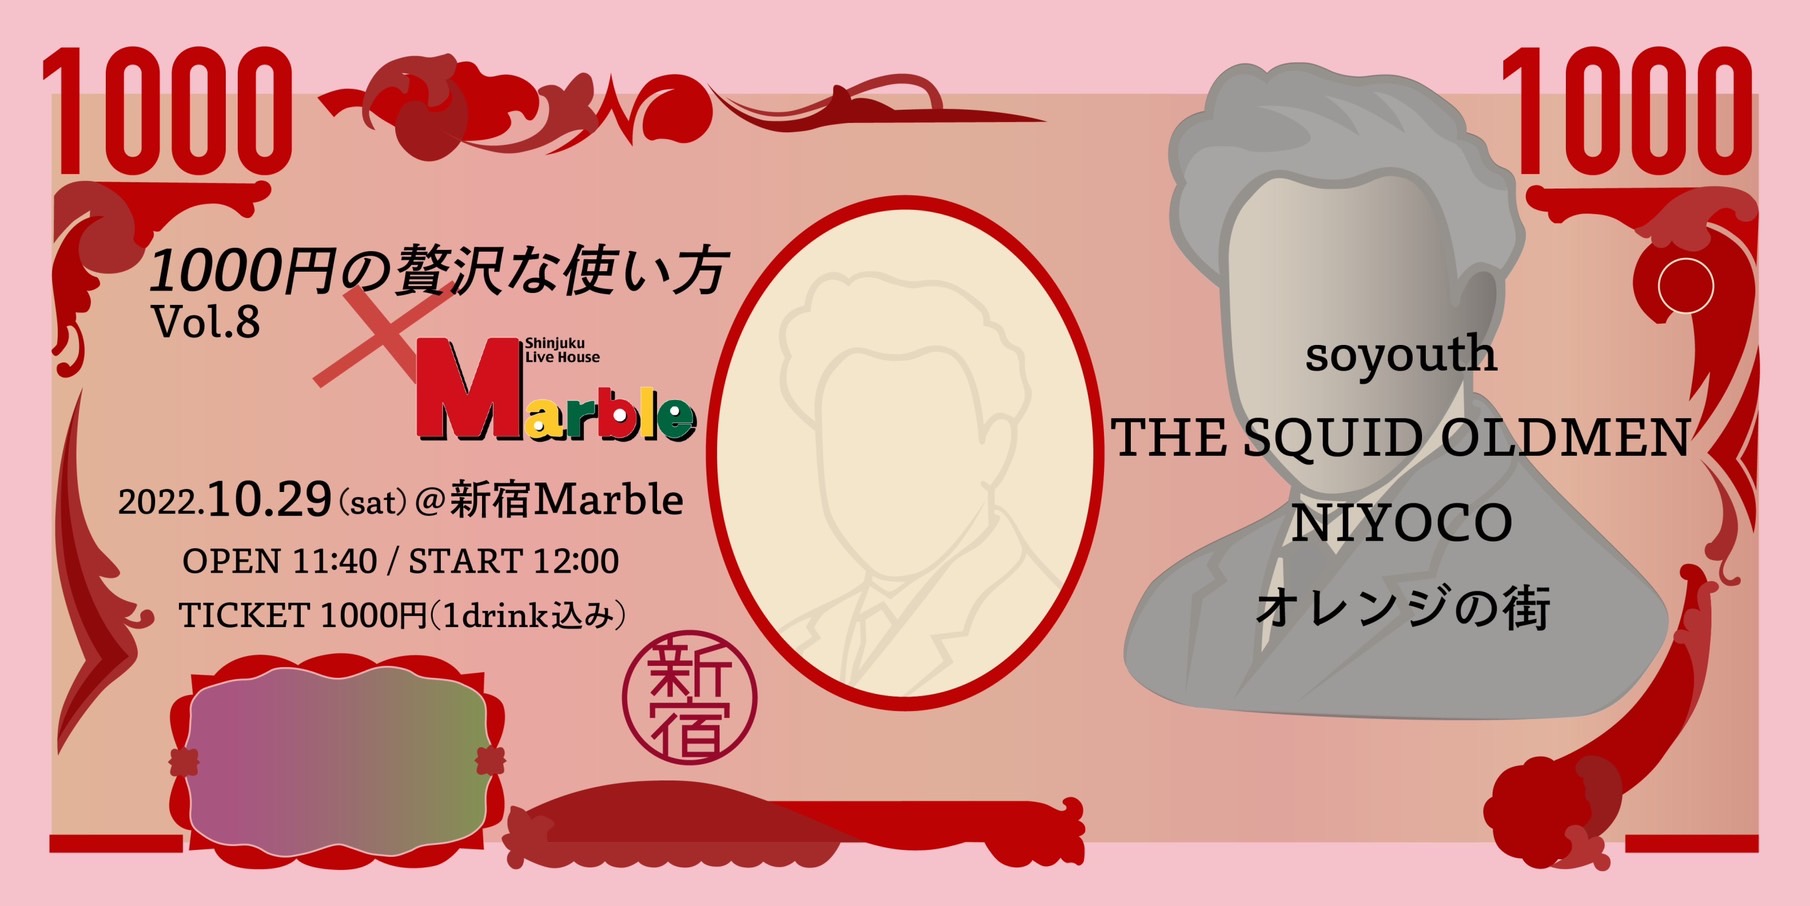 1000
1000
1000円の贅沢な使い方
Vol.8
Shinjuku
Live House
Marble
2022.10.29(sat)@新宿Marble
OPEN 11:40 / START 12:00
TICKET 1000円(1drink込み)
新宿
soyouth
THE SQUID OLDMEN
NIYOCO
オレンジの街